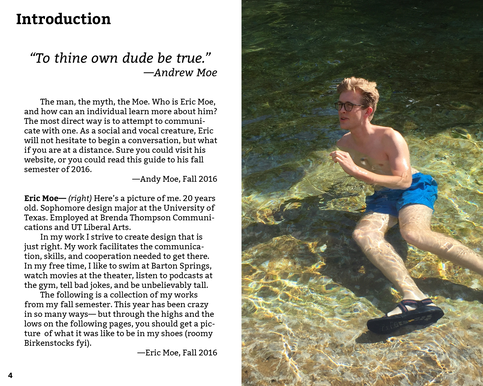 Introduction
“To thine own dude be true.”
—Andrew Moe
The man, the myth, the Moe. Who is Eric Moe,
and how can an individual learn more about him?
The most direct way is to attempt to communi-
cate with one. As a social and vocal creature, Eric
will not hesitate to begin a conversation, but what
if you are at a distance. Sure you could visit his
website, or you could read this guide to his fall
semester of 2016.
—Andy Moe, Fall 2016
Eric Moe— (right) Here’s a picture of me. 20 years
old. Sophomore design major at the University of
Texas. Employed at Brenda Thompson Communi-
cations and UT Liberal Arts.
In my work I strive to create design that is
just right. My work facilitates the communica-
tion, skills, and cooperation needed to get there.
In my free time, I like to swim at Barton Springs,
watch movies at the theater, listen to podcasts at
the gym, tell bad jokes, and be unbelievably tall.
The following is a collection of my works
from my fall semester. This year has been crazy
in so many ways— but through the highs and the
lows on the following pages, you should get a pic-
ture of what it was like to be in my shoes (roomy
Birkenstocks fyi).
—Eric Moe, Fall 2016
4